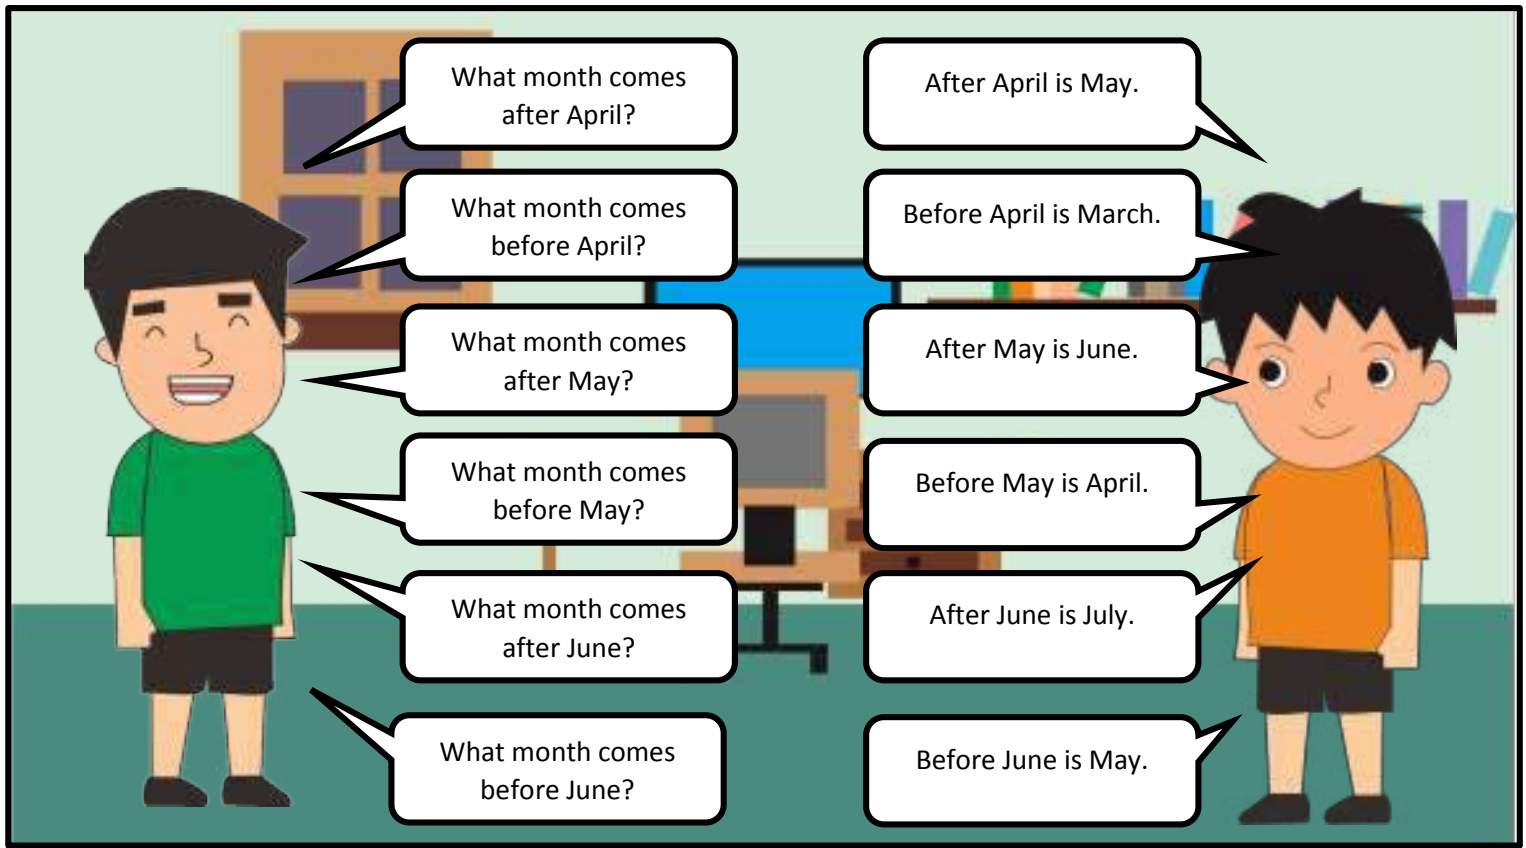 What month comes
after April?
After April is May.
What month comes
before April?
Before April is March.
What month comes
after May?
After May is June.
What month comes
before May?
Before May is April.
What month comes
after June?
After June is July.
What month comes
before June?
Before June is May.